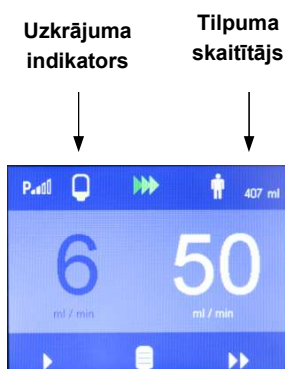 Uzkrājuma
indikators
Tilpuma
skaitītājs
P
407 ml
6
50
ml / min
ml / min